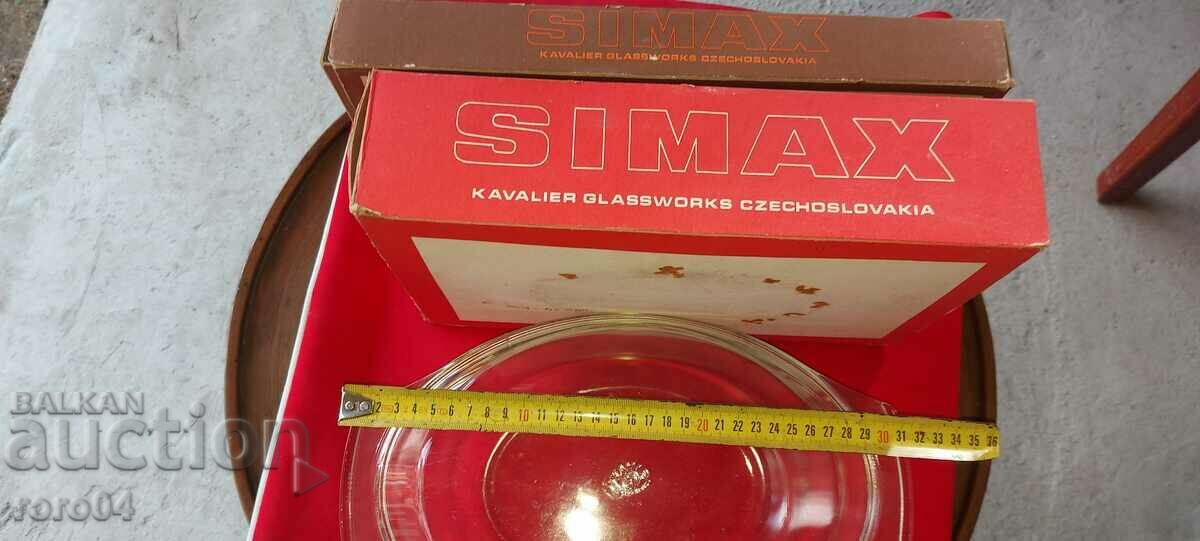 SIMAX
KAVALIER GLASSWORKS CZECHOSLOVAKIA
SIMAX
KAVALIER GLASSWORKS CZECHOSLOVAKIA
2 3 4 5 6 7 8 9 10 11 12 13 14 15 16 17 18 19 20 21 22 23 24 25 26 27 28 29 30 31 32 33 34 35 36
BALKAN
auction
roro04